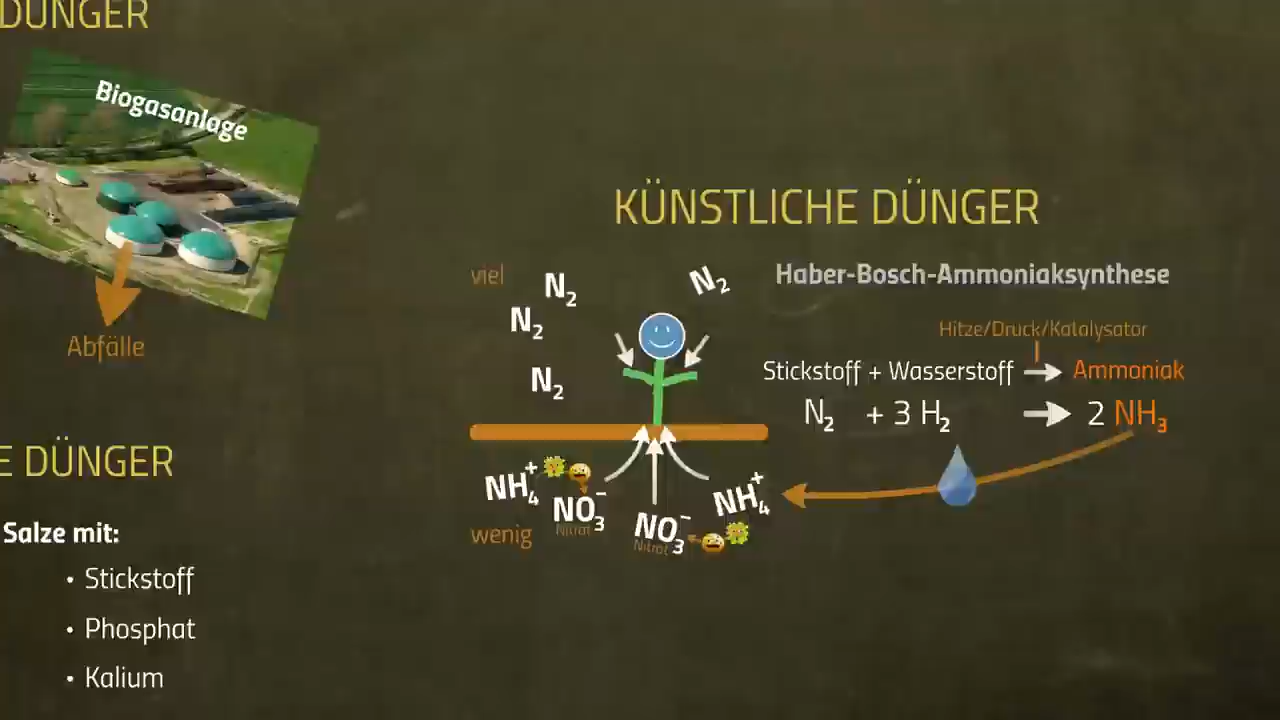 DÜNGER
Biogasanlage
Abfälle
E DÜNGER
Salze mit:
• Stickstoff
• Phosphat
• Kalium
KÜNSTLICHE DÜNGER
viel
N₂
N₂
N₂
N₂
NH₄⁺
NO₃⁻
Nitrat
NO₃⁻
Nitrat
NH₄⁺
wenig
Haber-Bosch-Ammoniaksynthese
Hitze/Druck/Katalysator
Stickstoff + Wasserstoff → Ammoniak
N₂ + 3 H₂ → 2 NH₃